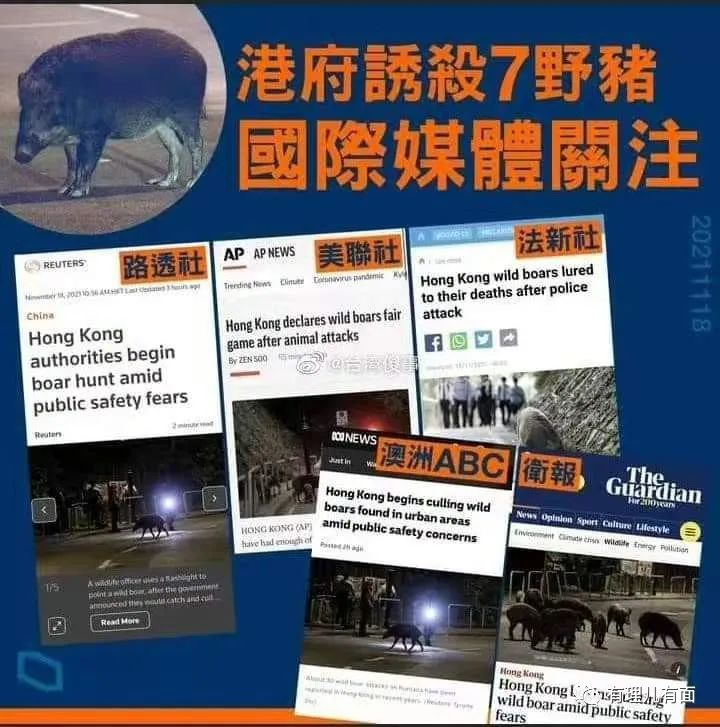 港府誘殺7野豬
國際媒體關注
20211118
REUTERS
路透社
November 18, 2021 10:56 AM HKT Last Updated 3 hours ago
China
Hong Kong
authorities begin
boar hunt amid
public safety fears
Reuters
2 minute read
1/5
A wildlife officer uses a flashlight to
point a wild boar, after the government
announced they would catch and cull
Read More
AP AP NEWS
美聯社
Trending News Climate Coronavirus pandemic Kyle
Hong Kong declares wild boars fair
game after animal attacks
By ZEN SOO
HONG KONG (AP)
have had enough of
法新社
Hong Kong wild boars lured
to their deaths after police
attack
@台灣俊雷
NEWS
澳洲ABC
Just In
Hong Kong begins culling wild
boars found in urban areas
amid public safety concerns
Posted 2h ago
About 30 wild boar attacks on humans have been
reported in Hong Kong in recent years.
衛報
The
Guardian
For 200 years
News Opinion Sport Culture Lifestyle
Environment Climate crisis Wildlife Energy Pollution
Hong Kong
Hong Kong
wild boar amid public safety
fears
有理儿有面